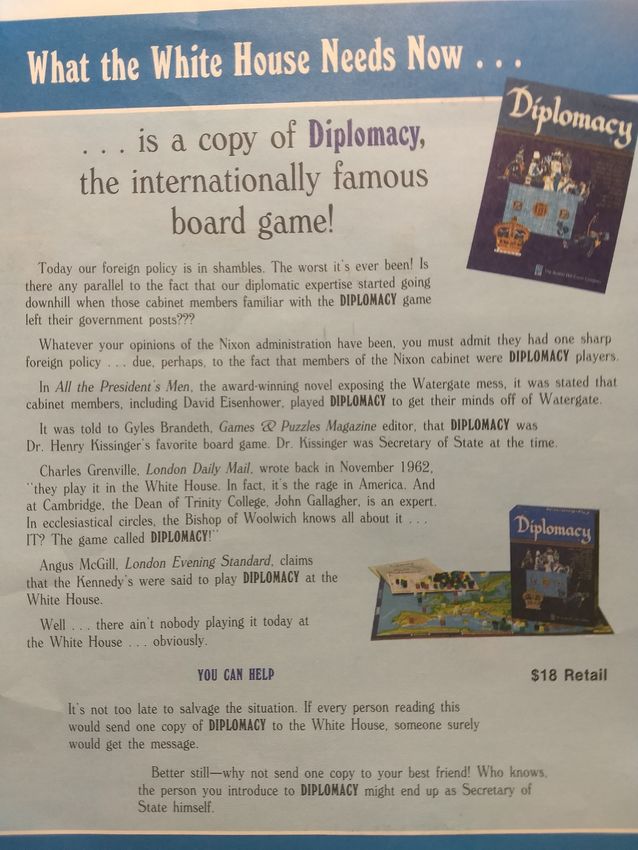 What the White House Needs Now . . .
. . . is a copy of Diplomacy,
the internationally famous
board game!
Diplomacy
The Avalon Hill Game Company
Today our foreign policy is in shambles. The worst it's ever been! Is
there any parallel to the fact that our diplomatic expertise started going
downhill when those cabinet members familiar with the DIPLOMACY game
left their government posts???
Whatever your opinions of the Nixon administration have been, you must admit they had one sharp
foreign policy . . . due, perhaps, to the fact that members of the Nixon cabinet were DIPLOMACY players.
In All the President's Men, the award-winning novel exposing the Watergate mess, it was stated that
cabinet members, including David Eisenhower, played DIPLOMACY to get their minds off of Watergate.
It was told to Gyles Brandeth, Games & Puzzles Magazine editor, that DIPLOMACY was
Dr. Henry Kissinger's favorite board game. Dr. Kissinger was Secretary of State at the time.
Charles Grenville, London Daily Mail, wrote back in November 1962,
"they play it in the White House. In fact, it's the rage in America. And
at Cambridge, the Dean of Trinity College, John Gallagher, is an expert.
In ecclesiastical circles, the Bishop of Woolwich knows all about it . . .
IT? The game called DIPLOMACY!"
Angus McGill, London Evening Standard, claims
that the Kennedy's were said to play DIPLOMACY at the
White House.
Well . . . there ain't nobody playing it today at
the White House . . . obviously.
Diplomacy
YOU CAN HELP
$18 Retail
It's not too late to salvage the situation. If every person reading this
would send one copy of DIPLOMACY to the White House, someone surely
would get the message.
Better still—why not send one copy to your best friend! Who knows,
the person you introduce to DIPLOMACY might end up as Secretary of
State himself.